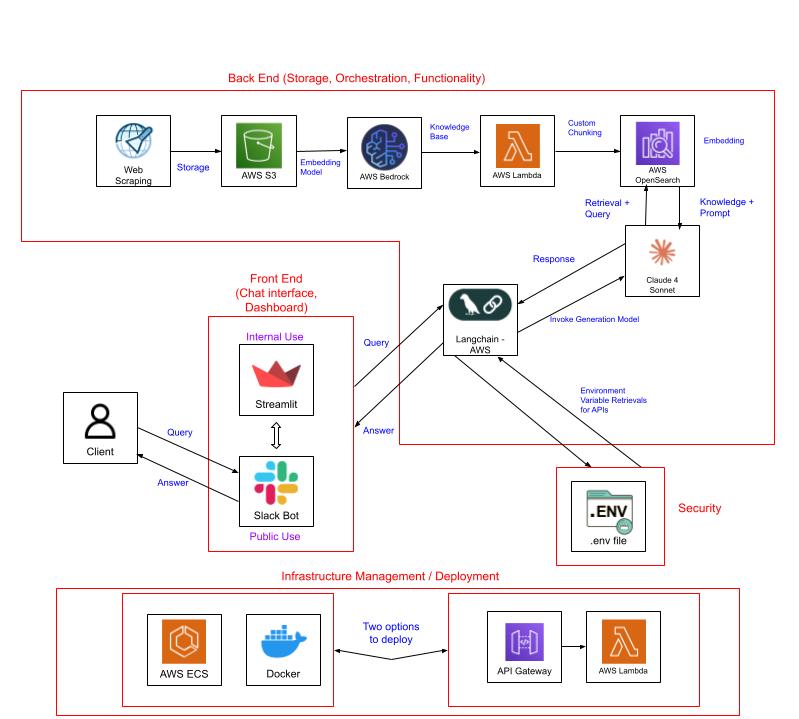 Back End (Storage, Orchestration, Functionality)
Web
Scraping
Storage
AWS S3
Embedding
Model
AWS Bedrock
Knowledge
Base
AWS Lambda
Custom
Chunking
AWS
OpenSearch
Embedding
Retrieval +
Query
Knowledge +
Prompt
Claude 4
Sonnet
Response
Invoke Generation Model
Langchain -
AWS
Front End
(Chat interface,
Dashboard)
Internal Use
Streamlit
Query
Answer
Client
Query
Answer
Slack Bot
Public Use
Environment
Variable Retrievals
for APIs
.ENV
.env file
Security
Infrastructure Management / Deployment
AWS ECS
Docker
Two options
to deploy
API Gateway
AWS Lambda